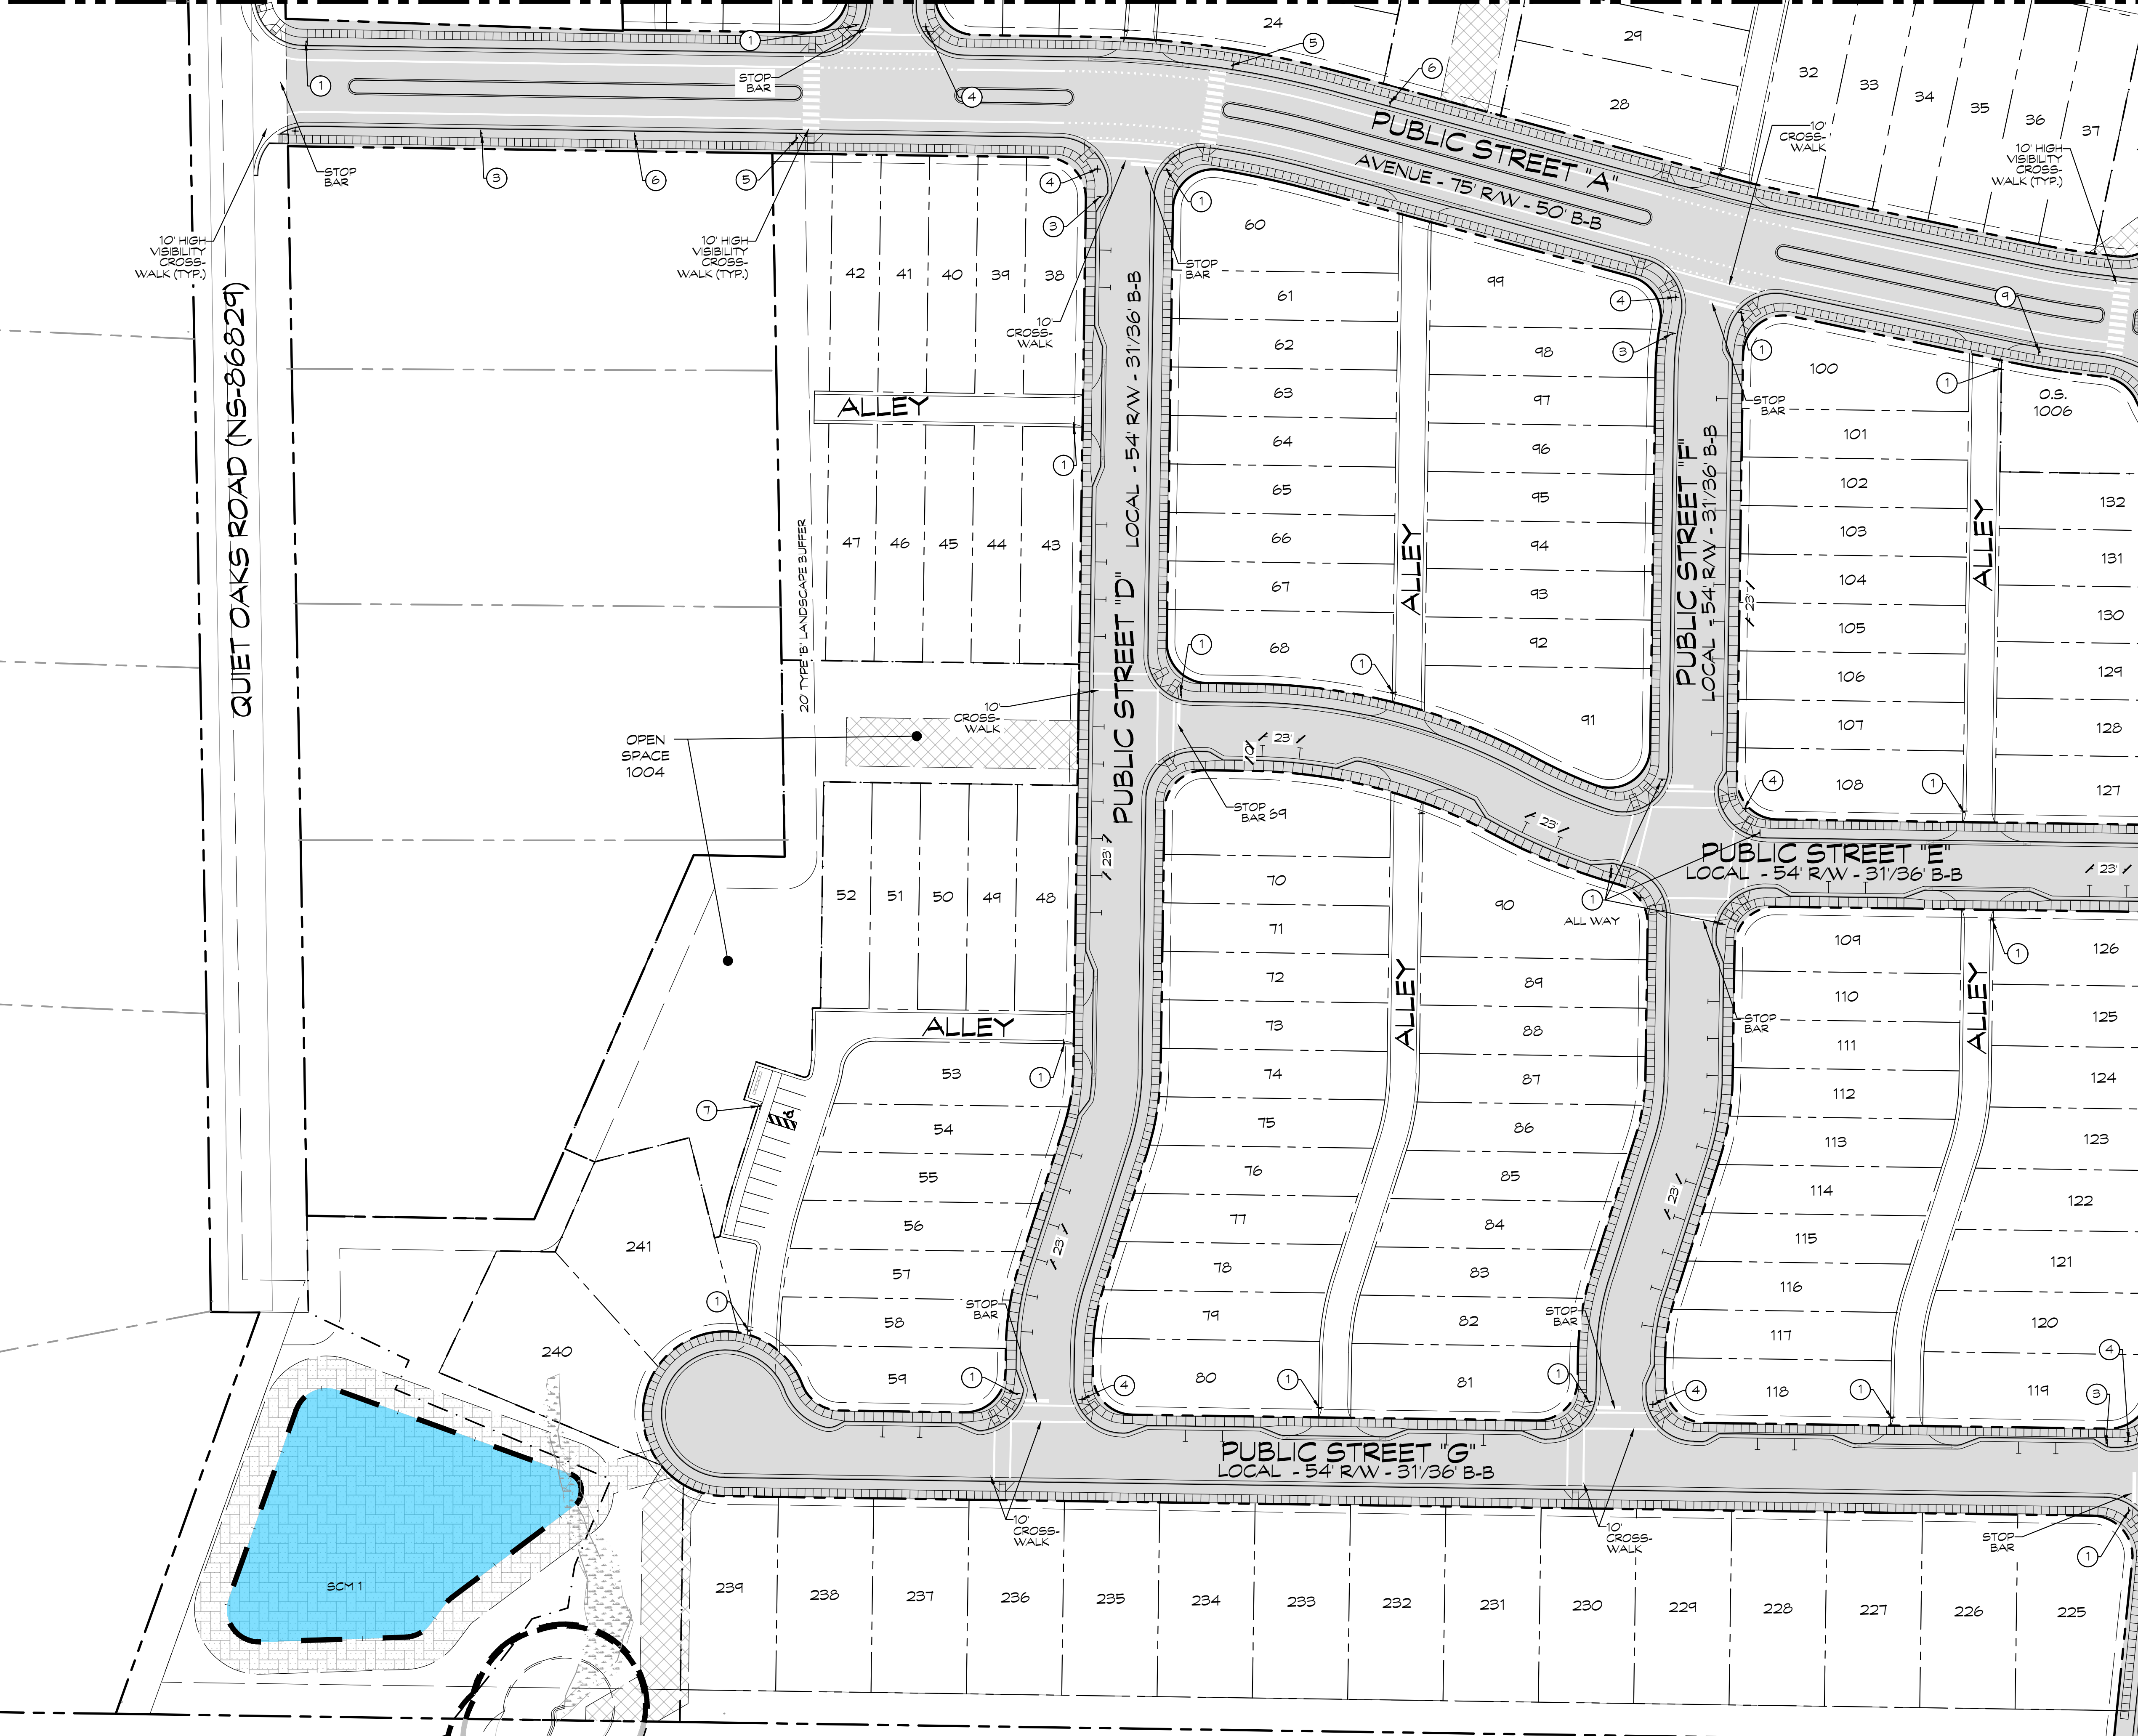 24
29
28
32
33
34
35
36
37
1
1
STOP
BAR
4
5
6
PUBLIC STREET "A"
AVENUE - 75' R/W - 50' B-B
10'
CROSS-
WALK
10' HIGH
VISIBILITY
CROSS-
WALK (TYP.)
STOP
BAR
3
6
5
4
3
1
10' HIGH
VISIBILITY
CROSS-
WALK (TYP.)
10' HIGH
VISIBILITY
CROSS-
WALK (TYP.)
QUIET OAKS ROAD (NS-86829)
42
41
40
39
38
10'
CROSS-
WALK
STOP
BAR
ALLEY
1
47
46
45
44
43
20' TYPE 'B' LANDSCAPE BUFFER
LOCAL - 54' R/W - 31'/36' B-B
PUBLIC STREET "D"
60
61
62
63
64
65
66
67
68
ALLEY
99
98
97
96
95
94
93
92
91
4
3
1
STOP
BAR
9
1
PUBLIC STREET "F"
LOCAL - 54' R/W - 31'/36' B-B
23'
100
101
102
103
104
105
106
107
108
ALLEY
O.S.
1006
132
131
130
129
128
127
1
1
1
4
10'
CROSS-
WALK
OPEN
SPACE
1004
10'
23'
23'
STOP
BAR
69
70
71
72
73
74
75
76
77
78
79
80
ALLEY
PUBLIC STREET "E"
LOCAL - 54' R/W - 31'/36' B-B
23'
1
ALL WAY
90
89
88
87
86
85
84
83
82
81
STOP
BAR
109
110
111
112
113
114
115
116
117
118
ALLEY
1
126
125
124
123
122
121
120
119
23'
52
51
50
49
48
ALLEY
1
7
53
54
55
56
57
58
59
23'
23'
241
240
1
STOP
BAR
1
4
1
STOP
BAR
1
4
1
4
3
PUBLIC STREET "G"
LOCAL - 54' R/W - 31'/36' B-B
10'
CROSS-
WALK
10'
CROSS-
WALK
STOP
BAR
1
SCM 1
239
238
237
236
235
234
233
232
231
230
229
228
227
226
225